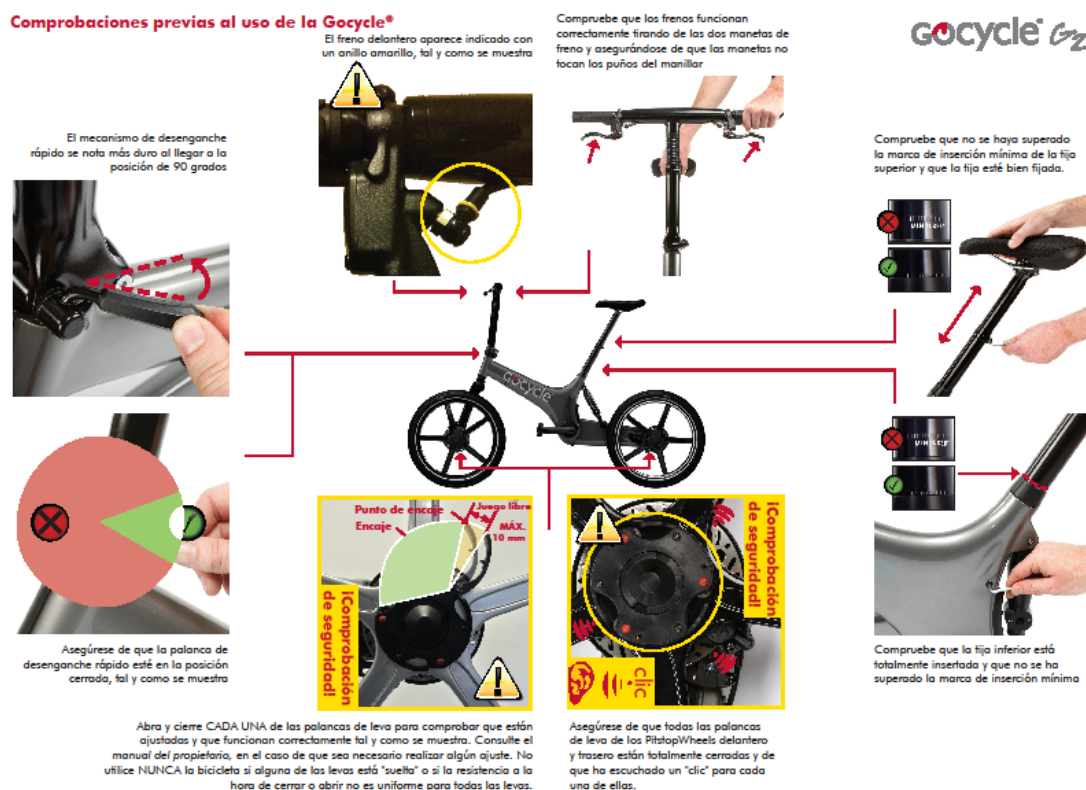 Comprobaciones previas al uso de la Gocycle®
El freno delantero aparece indicado con
un anillo amarillo, tal y como se muestra
Compruebe que los frenos funcionan
correctamente tirando de las dos manetas de
freno y asegurándose de que las manetas no
tocan los puños del manillar
GOcycle G2
El mecanismo de desenganche
rápido se nota más duro al llegar a la
posición de 90 grados
Compruebe que no se haya superado
la marca de inserción mínima de la tija
superior y que la tija esté bien fijada.
GOcycle
Punto de encaje
Juego libre
Encaje
MÁX.
10 mm
¡Comprobación
de seguridad!
¡Comprobación
de seguridad!
clic
Asegúrese de que la palanca de
desenganche rápido esté en la posición
cerrada, tal y como se muestra
Compruebe que la tija inferior está
totalmente insertada y que no se ha
superado la marca de inserción mínima
Abra y cierre CADA UNA de las palancas de leva para comprobar que están
ajustadas y que funcionan correctamente tal y como se muestra. Consulte el
manual del propietario, en el caso de que sea necesario realizar algún ajuste. No
utilice NUNCA la bicicleta si alguna de las levas está "suelta" o si la resistencia a la
hora de cerrar o abrir no es uniforme para todas las levas.
Asegúrese de que todas las palancas
de leva de los PitstopWheels delantero
y trasero están totalmente cerradas y de
que ha escuchado un "clic" para cada
una de ellas.